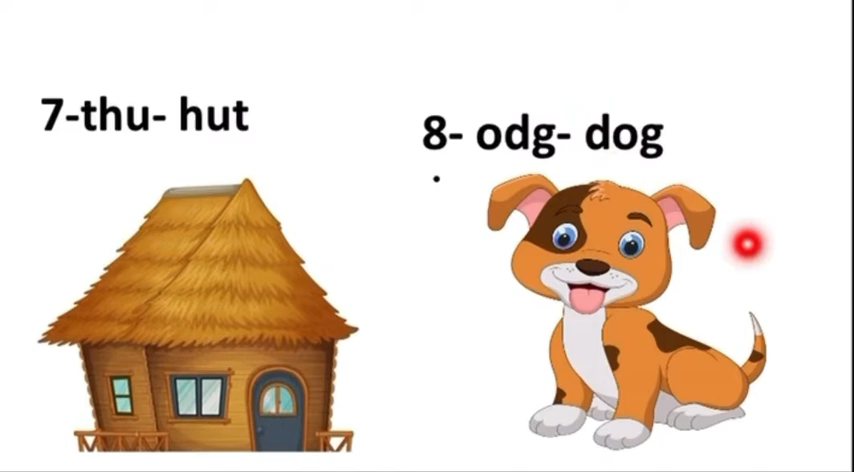 7-thu- hut
8- odg- dog
.